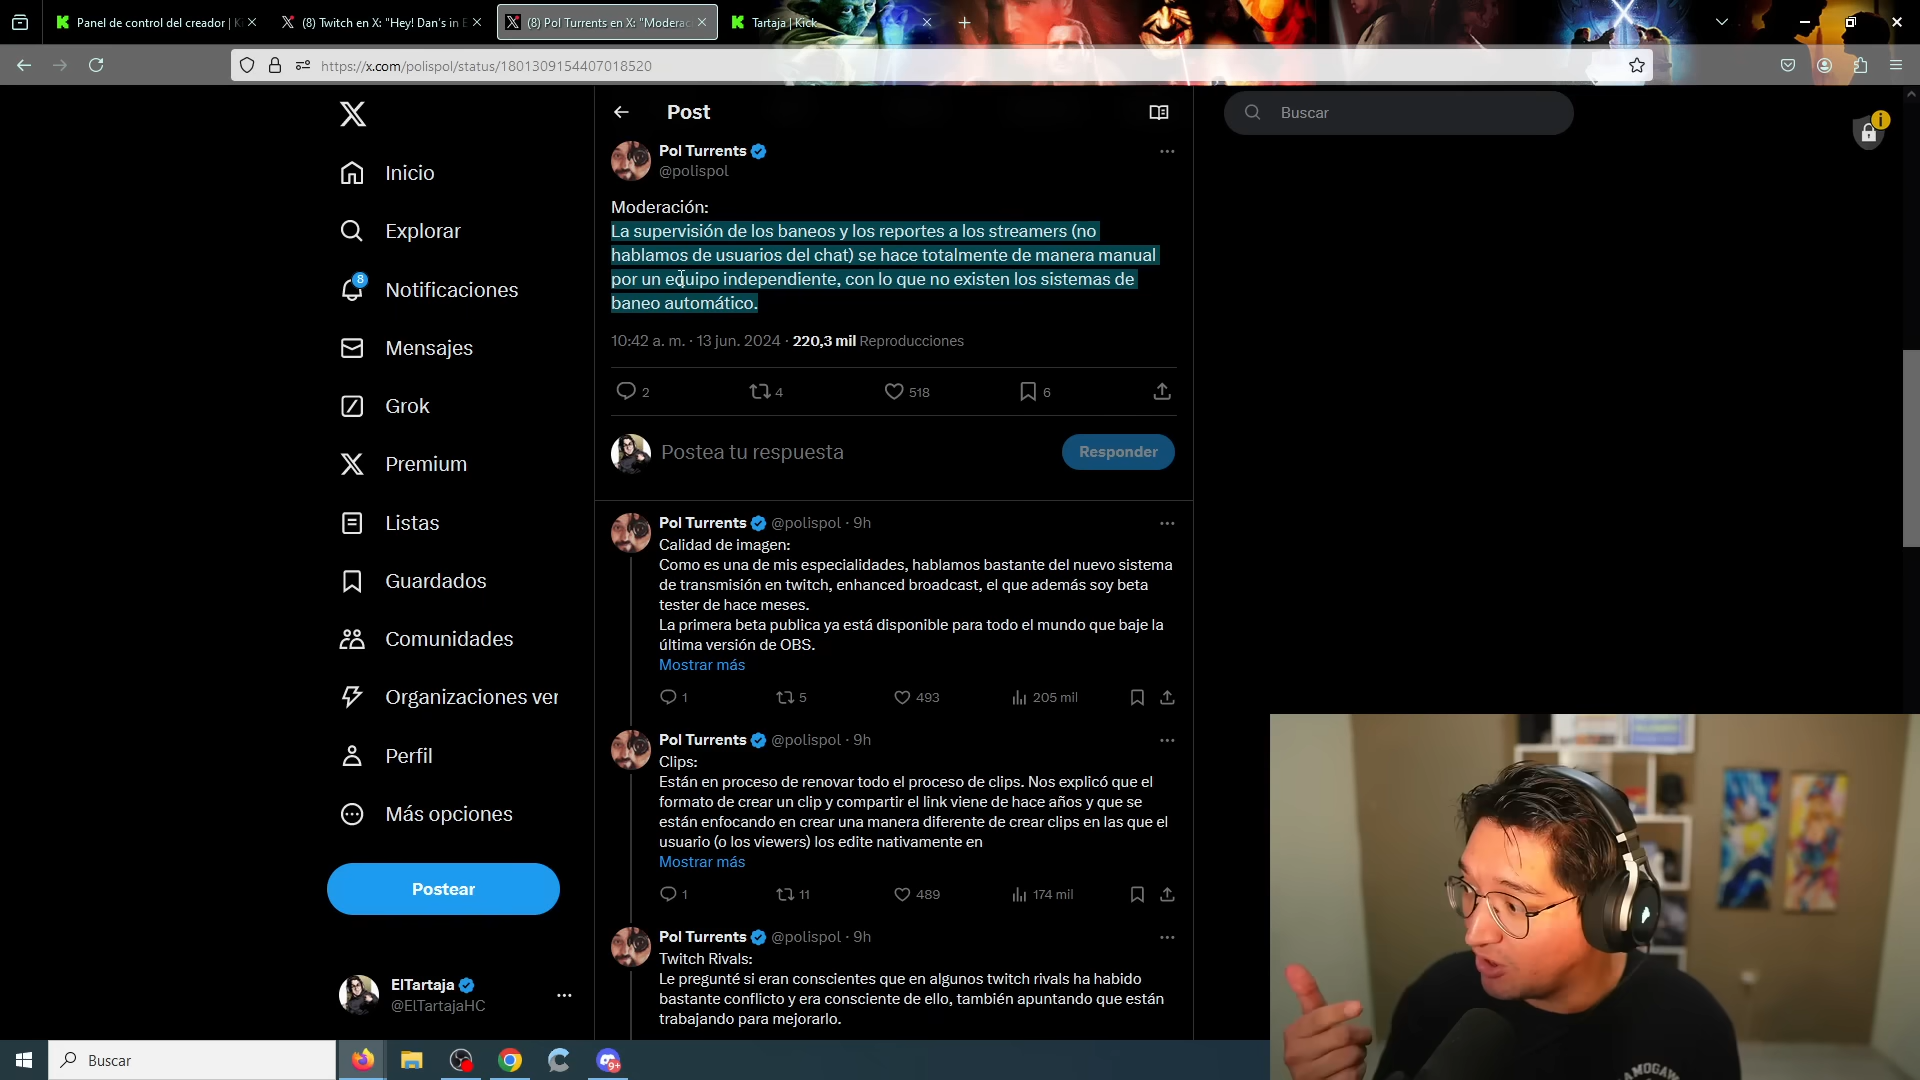 Panel de control del creador | K
(8) Twitch en X: "Hey! Dan's in E
(8) Pol Turrents en X: "Moderac
Tartaja | Kick
https://x.com/polispol/status/1801309154407018520
Post
Buscar
Inicio
Explorar
8
Notificaciones
Mensajes
Grok
Premium
Listas
Guardados
Comunidades
Organizaciones ver
Perfil
Más opciones
Postear
ElTartaja
@ElTartajaHC
Pol Turrents
@polispol
Moderación:
La supervisión de los baneos y los reportes a los streamers (no
hablamos de usuarios del chat) se hace totalmente de manera manual
por un equipo independiente, con lo que no existen los sistemas de
baneo automático.
10:42 a. m. · 13 jun. 2024 · 220,3 mil Reproducciones
2 4 518 6
Postea tu respuesta
Responder
Pol Turrents @polispol · 9h
Calidad de imagen:
Como es una de mis especialidades, hablamos bastante del nuevo sistema
de transmisión en twitch, enhanced broadcast, el que además soy beta
tester de hace meses.
La primera beta publica ya está disponible para todo el mundo que baje la
última versión de OBS.
Mostrar más
1 5 493 205 mil
Pol Turrents @polispol · 9h
Clips:
Están en proceso de renovar todo el proceso de clips. Nos explicó que el
formato de crear un clip y compartir el link viene de hace años y que se
están enfocando en crear una manera diferente de crear clips en las que el
usuario (o los viewers) los edite nativamente en
Mostrar más
1 11 489 174 mil
Pol Turrents @polispol · 9h
Twitch Rivals:
Le pregunté si eran conscientes que en algunos twitch rivals ha habido
bastante conflicto y era consciente de ello, también apuntando que están
trabajando para mejorarlo.
Buscar
9+